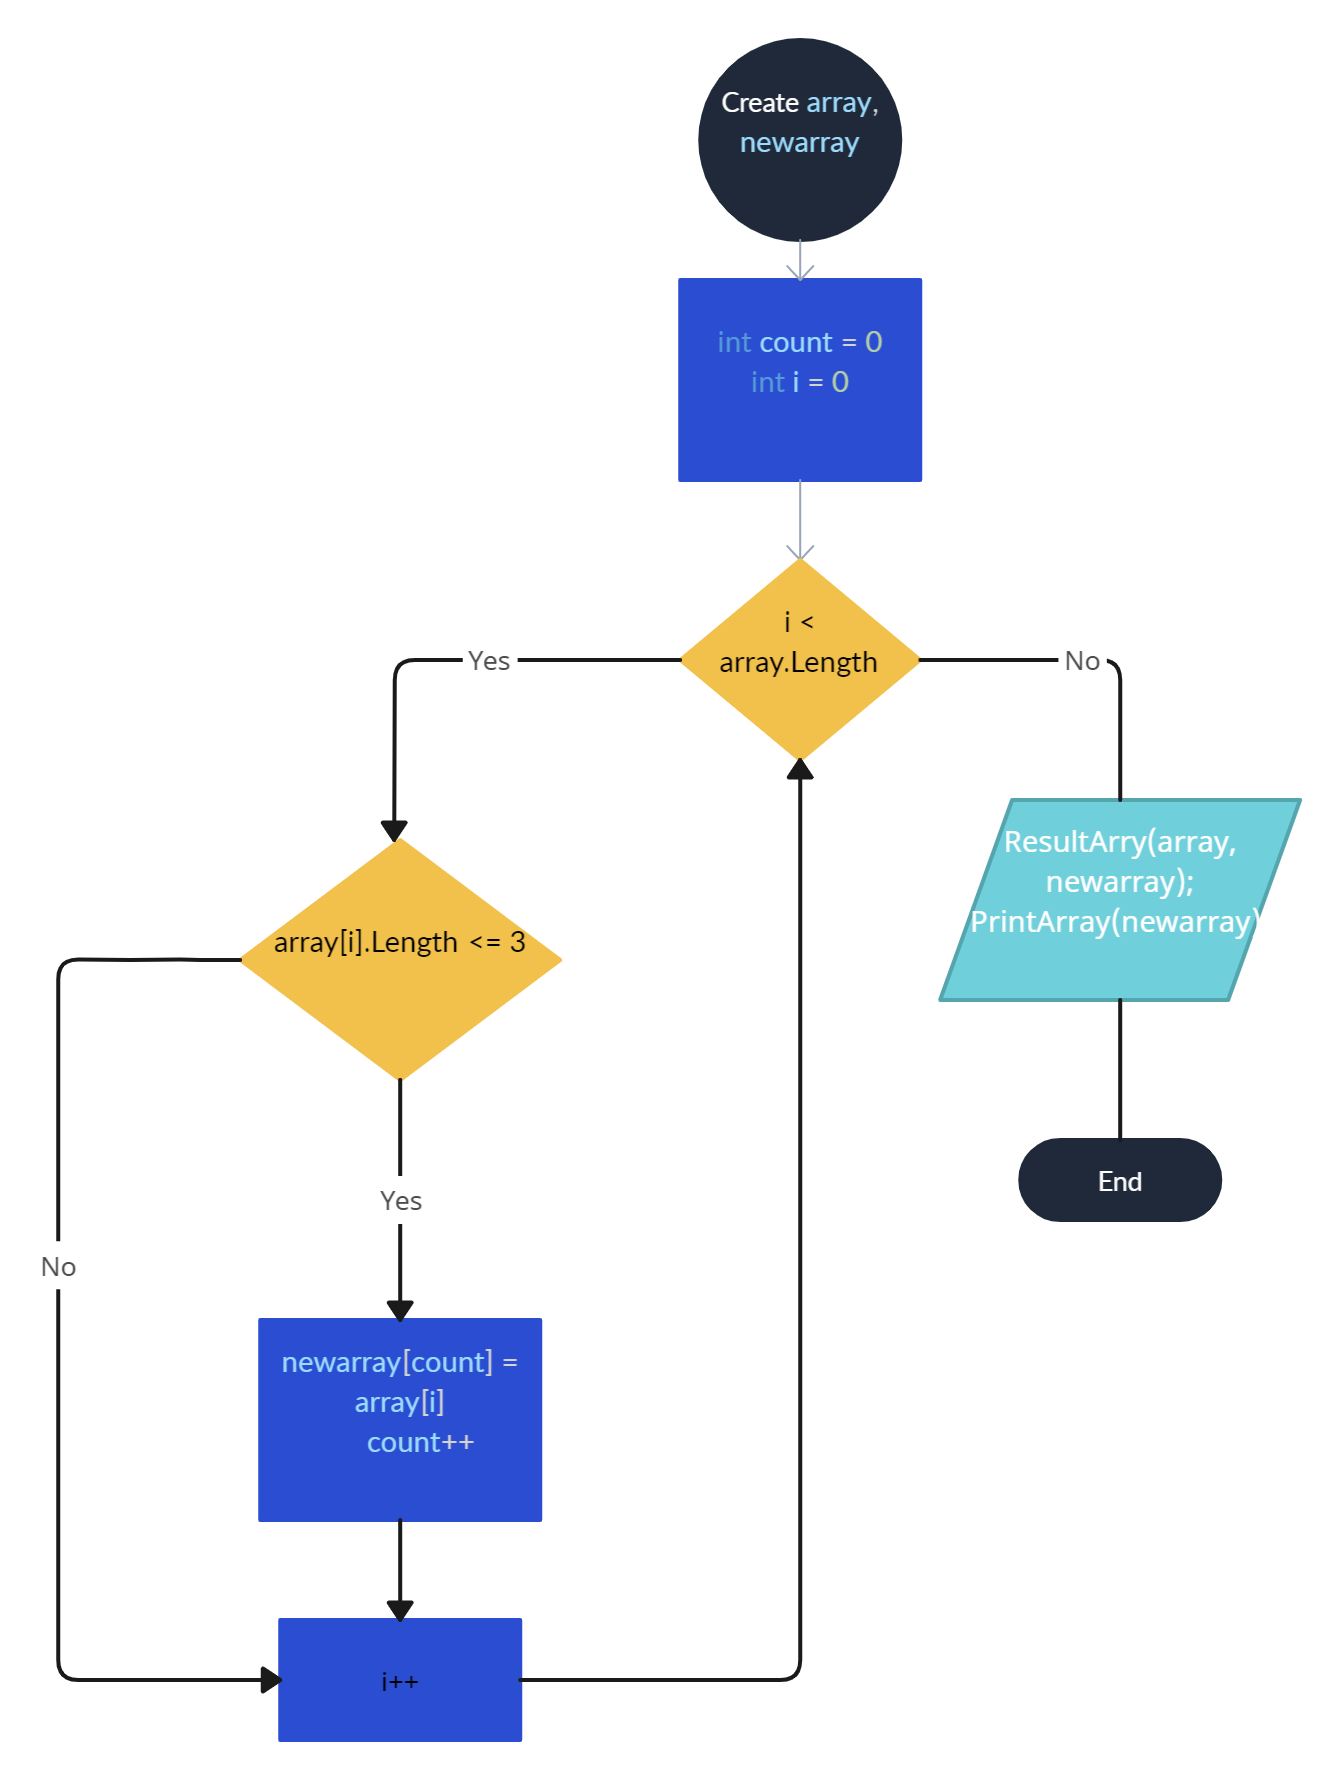 Create array,
newarray
int count = 0
int i = 0
i <
array.Length
Yes
No
ResultArry(array,
newarray);
PrintArray(newarray)
array[i].Length <= 3
End
Yes
No
newarray[count] =
array[i]
count++
i++